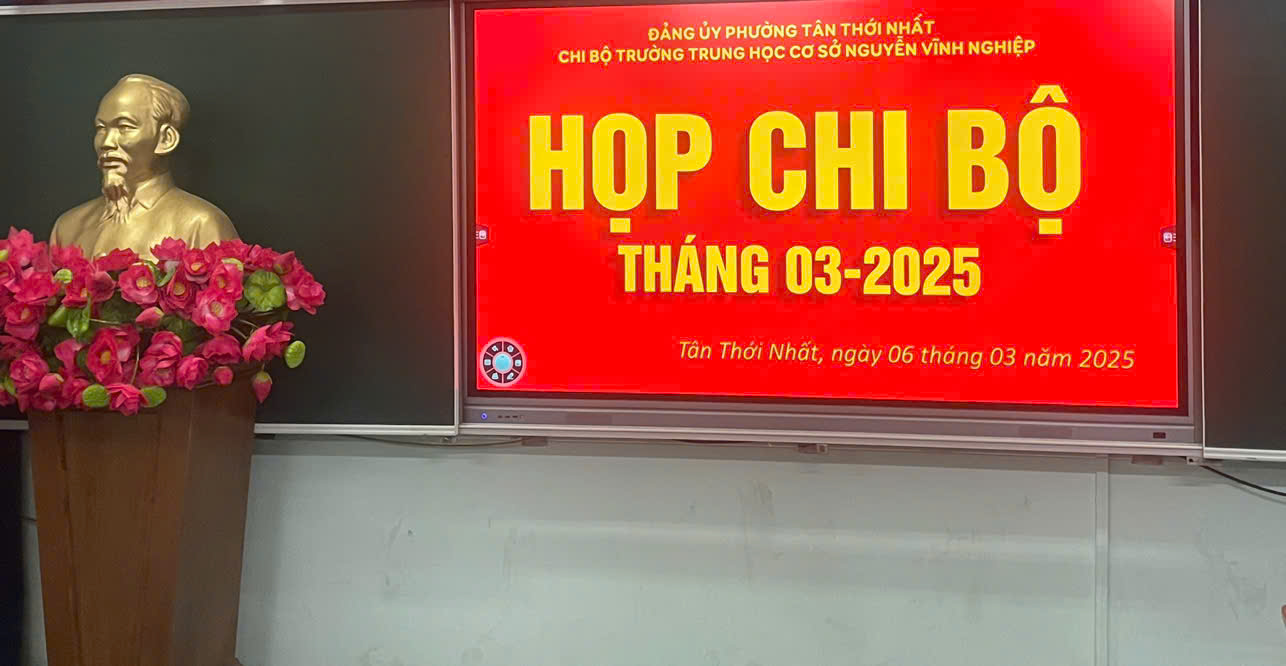 ĐẢNG ỦY PHƯỜNG TÂN THỚI NHẤT
CHI BỘ TRƯỜNG TRUNG HỌC CƠ SỞ NGUYỄN VĨNH NGHIỆP
HỌP CHI BỘ
THÁNG 03-2025
Tân Thới Nhất, ngày 06 tháng 03 năm 2025